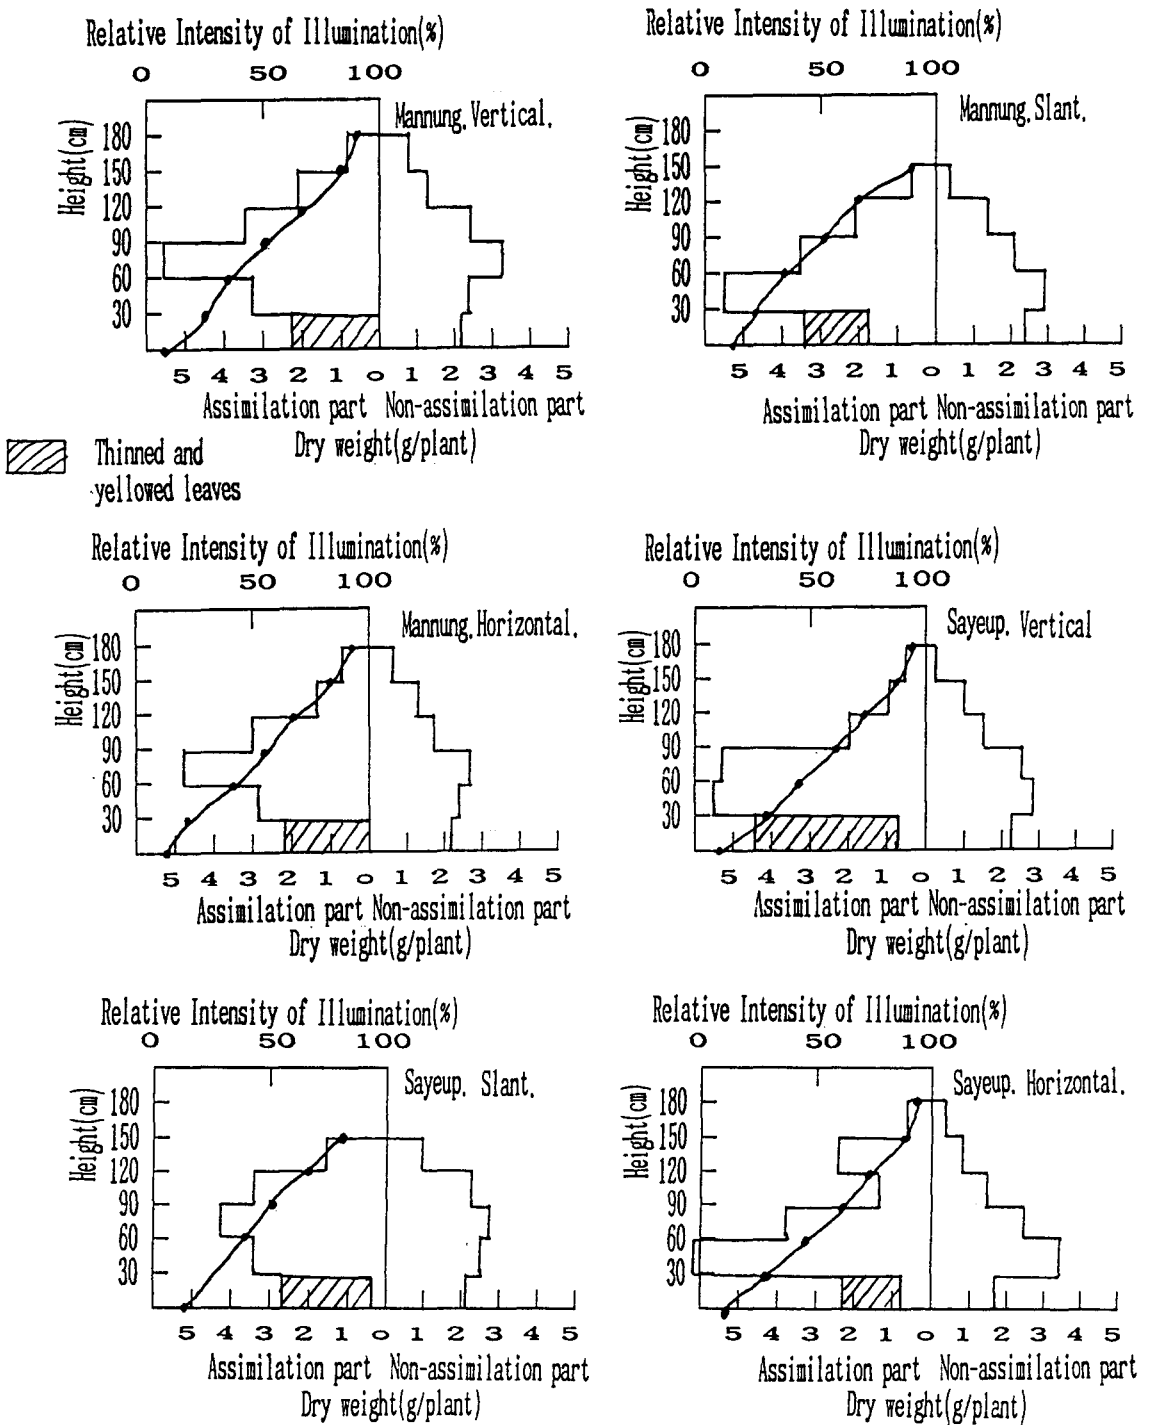 Relative Intensity of Illumination(%)
0 50 100
Mannung. Vertical.
Height(cm)
180
150
120
90
60
30
5 4 3 2 1 0 1 2 3 4 5
Assimilation part Non-assimilation part
Dry weight(g/plant)
Relative Intensity of Illumination(%)
0 50 100
Mannung. Slant.
Height(cm)
180
150
120
90
60
30
5 4 3 2 1 0 1 2 3 4 5
Assimilation part Non-assimilation part
Dry weight(g/plant)
Thinned and
yellowed leaves
Relative Intensity of Illumination(%)
0 50 100
Mannung. Horizontal.
Height(cm)
180
150
120
90
60
30
5 4 3 2 1 0 1 2 3 4 5
Assimilation part Non-assimilation part
Dry weight(g/plant)
Relative Intensity of Illumination(%)
0 50 100
Sayeup. Vertical
Height(cm)
180
150
120
90
60
30
5 4 3 2 1 0 1 2 3 4 5
Assimilation part Non-assimilation part
Dry weight(g/plant)
Relative Intensity of Illumination(%)
0 50 100
Sayeup. Slant.
Height(cm)
180
150
120
90
60
30
5 4 3 2 1 0 1 2 3 4 5
Assimilation part Non-assimilation part
Dry weight(g/plant)
Relative Intensity of Illumination(%)
0 50 100
Sayeup. Horizontal.
Height(cm)
180
150
120
90
60
30
5 4 3 2 1 0 1 2 3 4 5
Assimilation part Non-assimilation part
Dry weight(g/plant)